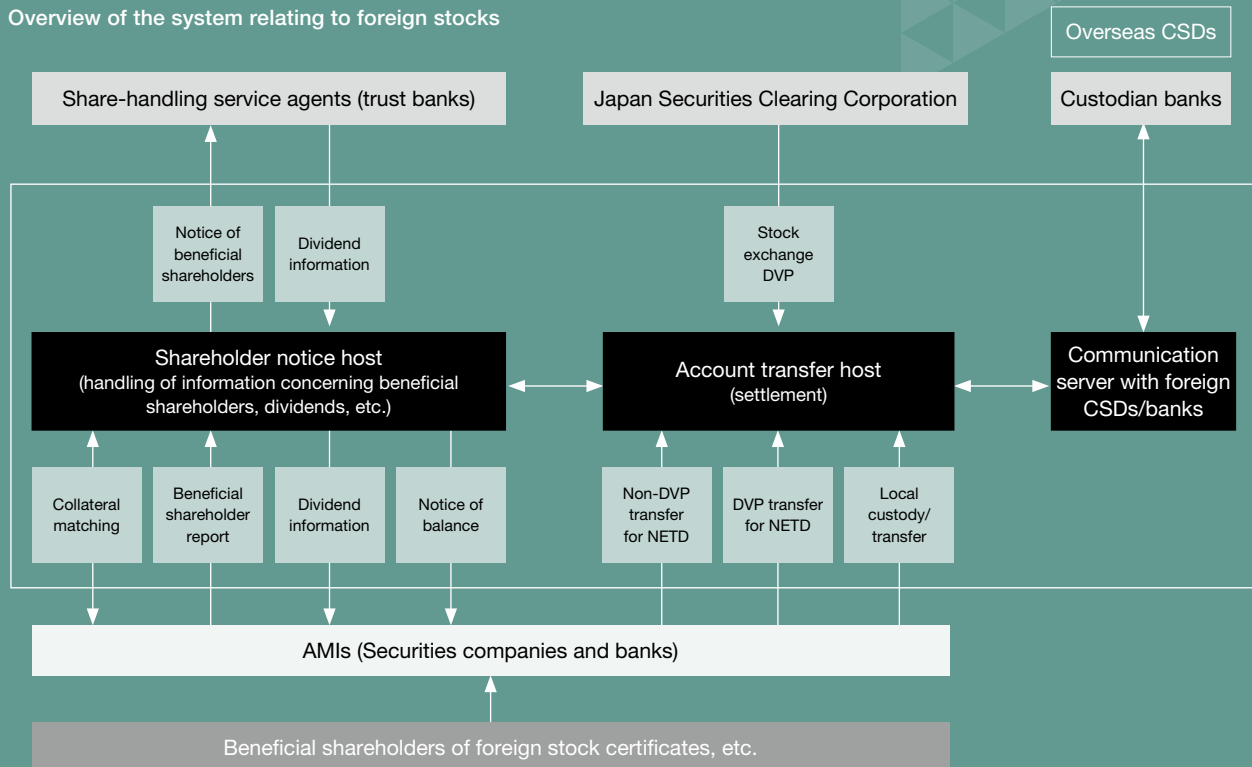 Overview of the system relating to foreign stocks
Overseas CSDs
Share-handling service agents (trust banks)
Japan Securities Clearing Corporation
Custodian banks
Notice of
beneficial
shareholders
Dividend
information
Stock
exchange
DVP
Shareholder notice host
(handling of information concerning beneficial
shareholders, dividends, etc.)
Account transfer host
(settlement)
Communication
server with foreign
CSDs/banks
Collateral
matching
Beneficial
shareholder
report
Dividend
information
Notice of
balance
Non-DVP
transfer
for NETD
DVP transfer
for NETD
Local
custody/
transfer
AMIs (Securities companies and banks)
Beneficial shareholders of foreign stock certificates, etc.